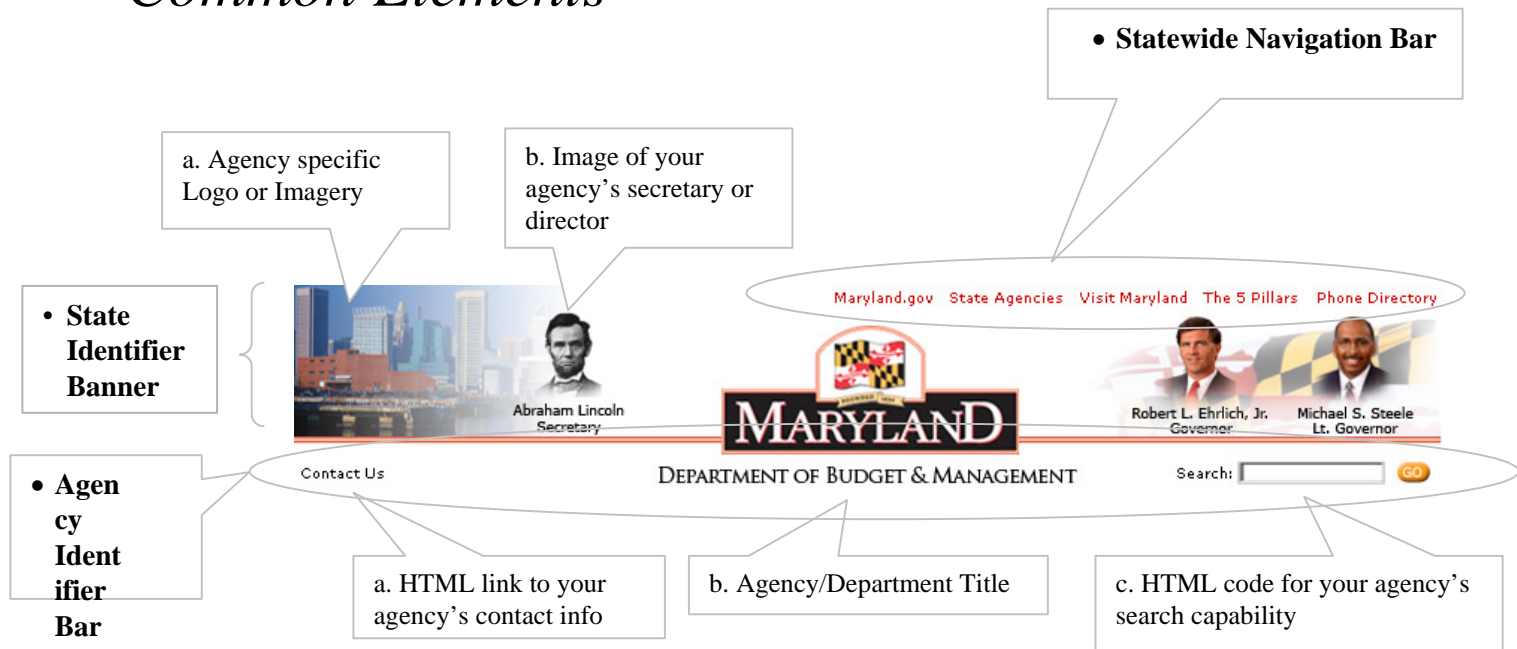 Common Elements
• Statewide Navigation Bar
a. Agency specific
Logo or Imagery
b. Image of your
agency’s secretary or
director
• State
Identifier
Banner
Maryland.gov State Agencies Visit Maryland The 5 Pillars Phone Directory
Abraham Lincoln
Secretary
MARYLAND
Robert L. Ehrlich, Jr.
Governor
Michael S. Steele
Lt. Governor
• Agen
cy
Ident
ifier
Bar
Contact Us
DEPARTMENT OF BUDGET & MANAGEMENT
Search:
GO
a. HTML link to your
agency’s contact info
b. Agency/Department Title
c. HTML code for your agency’s
search capability